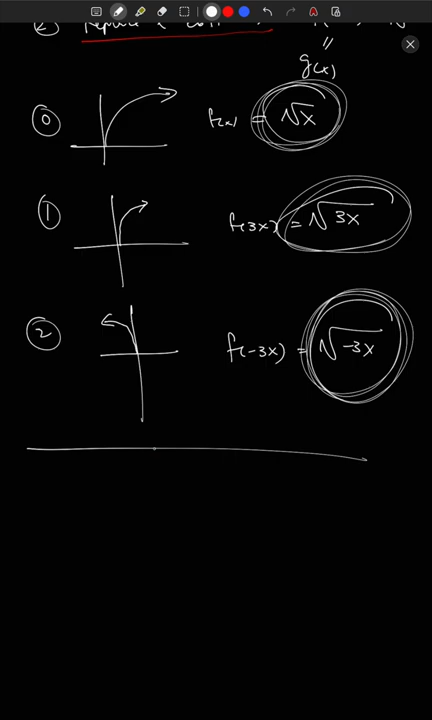 g(x)
0 f(x) = √x
1 f(3x) = √3x
2 f(-3x) = √-3x